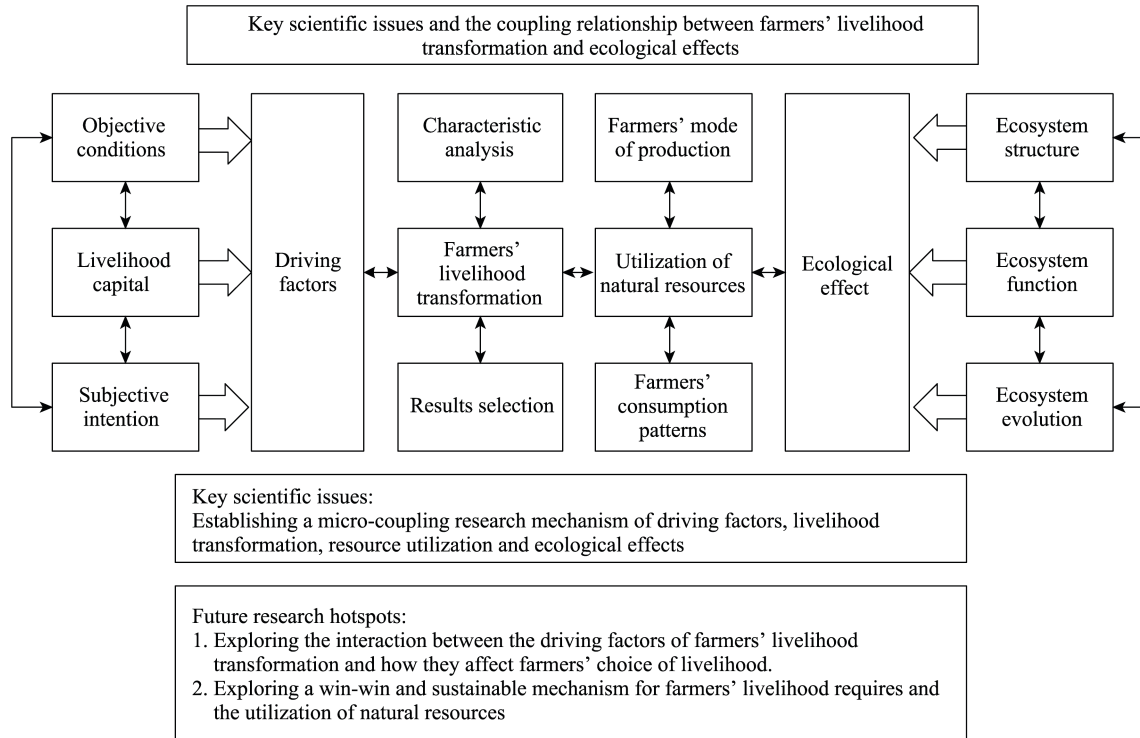 Key scientific issues and the coupling relationship between farmers’ livelihood
transformation and ecological effects
Objective
conditions
Livelihood
capital
Subjective
intention
Driving
factors
Characteristic
analysis
Farmers’
livelihood
transformation
Results selection
Farmers’ mode
of production
Utilization of
natural resources
Farmers’
consumption
patterns
Ecological
effect
Ecosystem
structure
Ecosystem
function
Ecosystem
evolution
Key scientific issues:
Establishing a micro-coupling research mechanism of driving factors, livelihood
transformation, resource utilization and ecological effects
Future research hotspots:
1. Exploring the interaction between the driving factors of farmers’ livelihood
transformation and how they affect farmers’ choice of livelihood.
2. Exploring a win-win and sustainable mechanism for farmers’ livelihood requires and
the utilization of natural resources